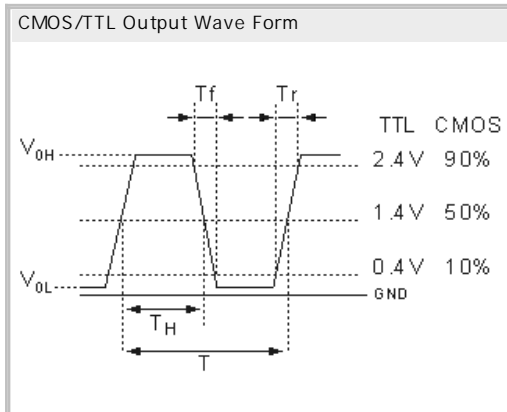 CMOS/TTL Output Wave Form
Tf Tr
TTL CMOS
V0H 2.4V 90%
1.4V 50%
0.4V 10%
V0L GND
TH
T